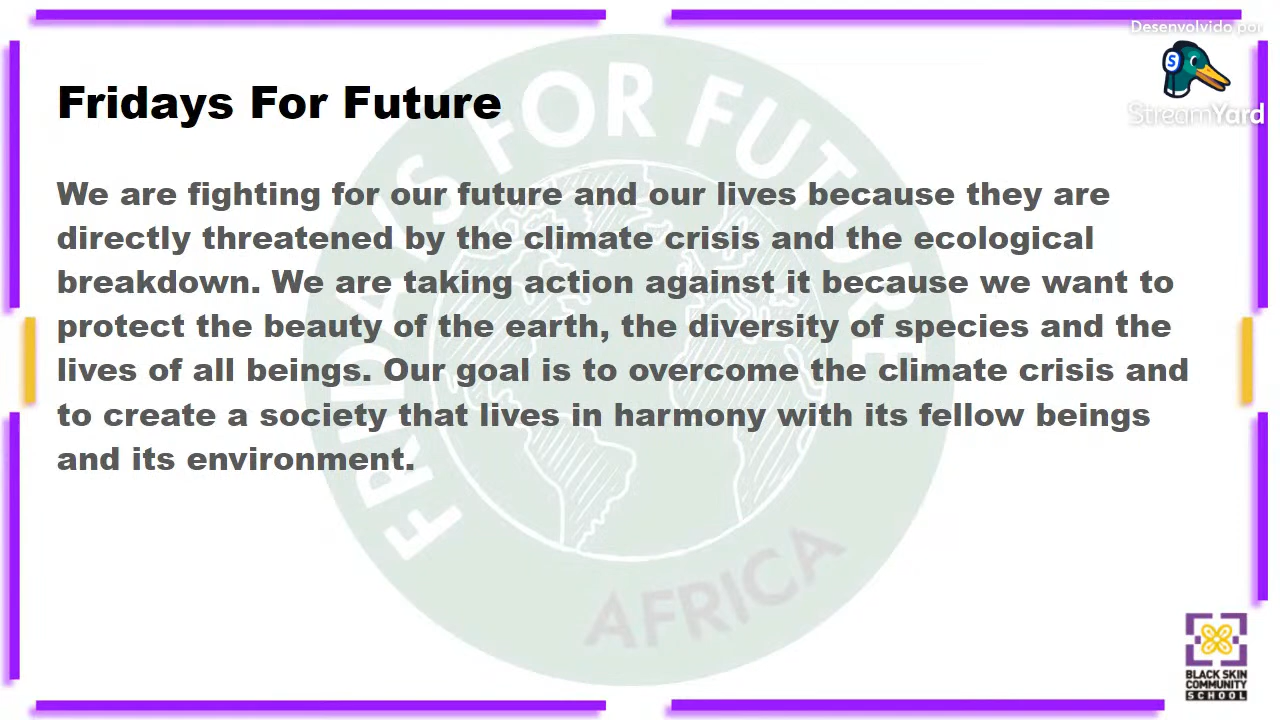 Desenvolvido por
StreamYard
Fridays For Future
We are fighting for our future and our lives because they are
directly threatened by the climate crisis and the ecological
breakdown. We are taking action against it because we want to
protect the beauty of the earth, the diversity of species and the
lives of all beings. Our goal is to overcome the climate crisis and
to create a society that lives in harmony with its fellow beings
and its environment.
FRIDAYS FOR FUTURE
AFRICA
BLACK SKIN
COMMUNITY
SCHOOL